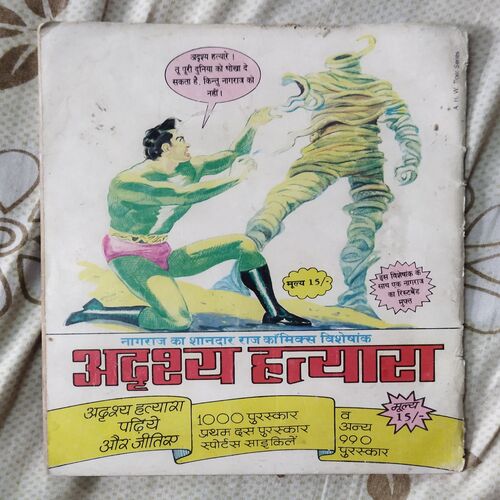 अदृश्य हत्यारे !
तू पूरी दुनिया को धोखा दे
सकता है, किन्तु नागराज को
नहीं।
मूल्य 15/-
इस विशेषांक के
साथ एक नागराज
का रिस्टबैंड
मुफ्त
नागराज का शानदार राज कॉमिक्स विशेषांक
अदृश्य हत्यारा
अदृश्य हत्यारा
पढ़िये
और जीतिए
1000 पुरस्कार
प्रथम दस पुरस्कार
स्पोर्टस साइकिलें
व
अन्य
990
पुरस्कार
मूल्य
15/-